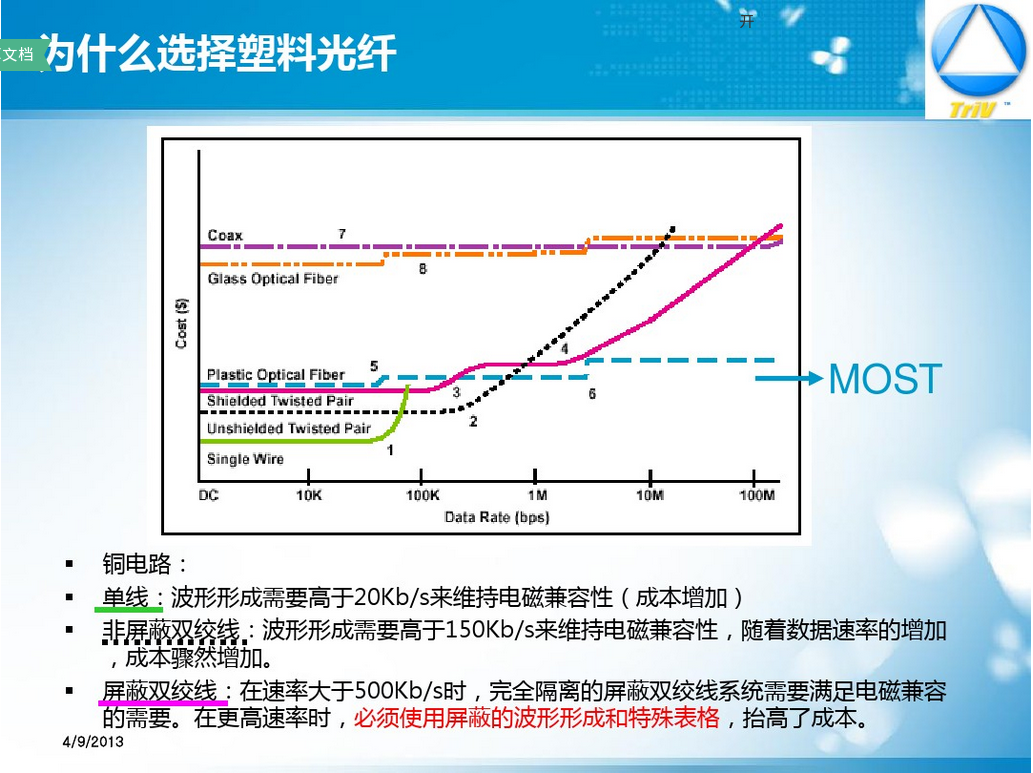 开
文档
为什么选择塑料光纤
TriV ™
Coax
7
8
Glass Optical Fiber
Cost ($)
Plastic Optical Fiber
5
4
MOST
Shielded Twisted Pair
3
6
2
Unshielded Twisted Pair
1
Single Wire
DC 10K 100K 1M 10M 100M
Data Rate (bps)
▪ 铜电路：
▪ 单线：波形形成需要高于20Kb/s来维持电磁兼容性（成本增加）
▪ 非屏蔽双绞线：波形形成需要高于150Kb/s来维持电磁兼容性，随着数据速率的增加
，成本骤然增加。
▪ 屏蔽双绞线：在速率大于500Kb/s时，完全隔离的屏蔽双绞线系统需要满足电磁兼容
的需要。在更高速率时，必须使用屏蔽的波形形成和特殊表格，抬高了成本。
4/9/2013